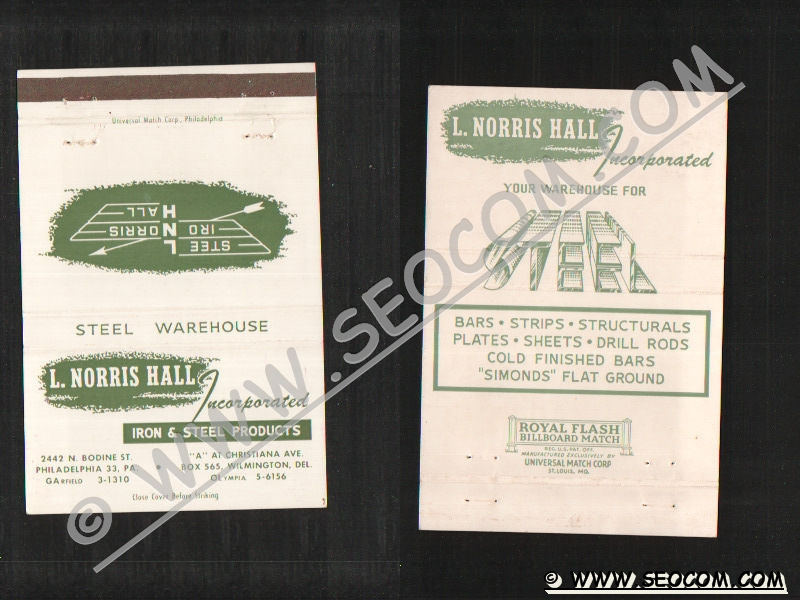 Universal Match Corp., Philadelphia
STEEL
IRO NORRIS
HALL
L
N
H
STEEL WAREHOUSE
L. NORRIS HALL
Incorporated
IRON & STEEL PRODUCTS
2442 N. BODINE ST. "A" AT CHRISTIANA AVE.
PHILADELPHIA 33, PA. • BOX 565, WILMINGTON, DEL.
GARFIELD 3-1310 OLYMPIA 5-6156
Close Cover Before Striking
L. NORRIS HALL
Incorporated
YOUR WAREHOUSE FOR
STEEL
BARS • STRIPS • STRUCTURALS
PLATES • SHEETS • DRILL RODS
COLD FINISHED BARS
"SIMONDS" FLAT GROUND
ROYAL FLASH
BILLBOARD MATCH
REG. U.S. PAT. OFF.
MANUFACTURED EXCLUSIVELY BY
UNIVERSAL MATCH CORP
ST. LOUIS, MO.
© WWW.SEOCOM.COM
© WWW.SEOCOM.COM